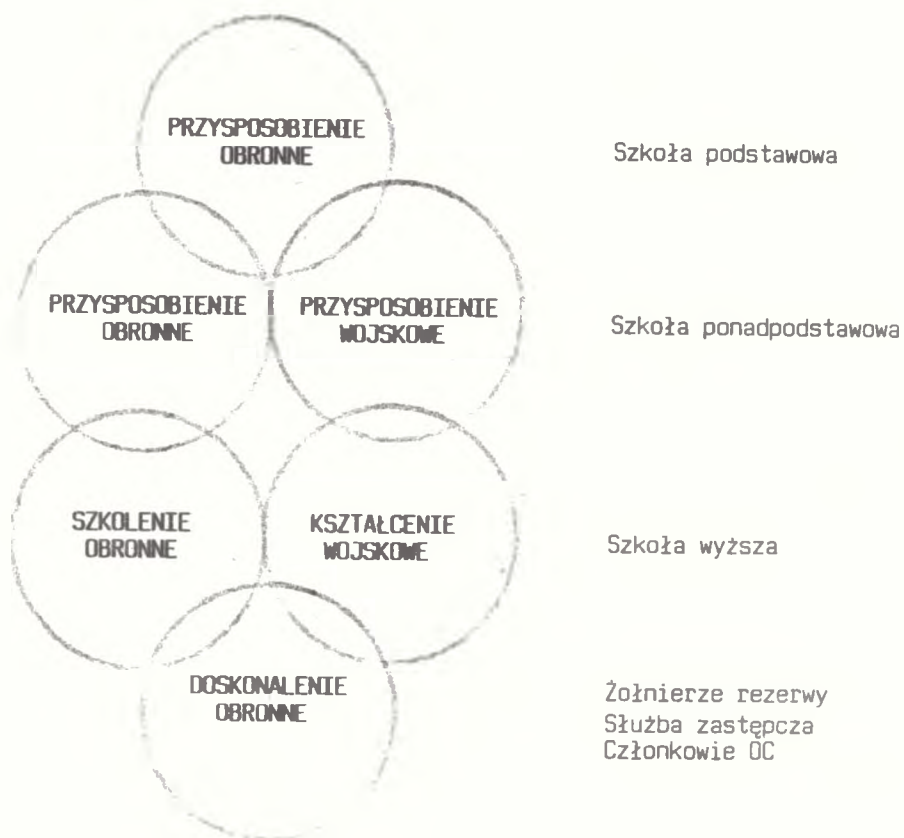 PRZYSPOSOBIENIE
OBRONNE
Szkoła podstawowa
PRZYSPOSOBIENIE
OBRONNE
PRZYSPOSOBIENIE
WOJSKOWE
Szkoła ponadpodstawowa
SZKOLENIE
OBRONNE
KSZTAŁCENIE
WOJSKOWE
Szkoła wyższa
DOSKONALENIE
OBRONNE
Żołnierze rezerwy
Służba zastępcza
Członkowie OC